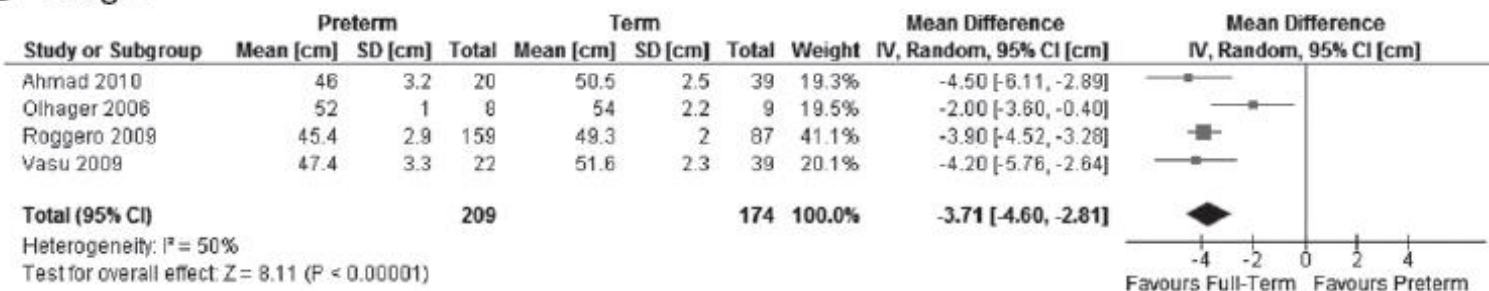 Preterm Term Mean Difference Mean Difference
Study or Subgroup Mean [cm] SD [cm] Total Mean [cm] SD [cm] Total Weight IV, Random, 95% CI [cm] IV, Random, 95% CI [cm]
Ahmad 2010 46 3.2 20 50.5 2.5 39 19.3% -4.50 [-6.11, -2.89]
Olhager 2006 52 1 8 54 2.2 9 19.5% -2.00 [-3.60, -0.40]
Roggero 2009 45.4 2.9 159 49.3 2 87 41.1% -3.90 [-4.52, -3.28]
Vasu 2009 47.4 3.3 22 51.6 2.3 39 20.1% -4.20 [-5.76, -2.64]
Total (95% CI) 209 174 100.0% -3.71 [-4.60, -2.81]
Heterogeneity: I² = 50%
Test for overall effect: Z = 8.11 (P < 0.00001)
-4 -2 0 2 4
Favours Full-Term Favours Preterm